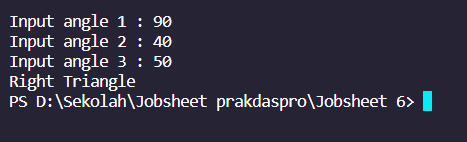 Input angle 1 : 90
Input angle 2 : 40
Input angle 3 : 50
Right Triangle
PS D:\Sekolah\Jobsheet prakdaspro\Jobsheet 6>